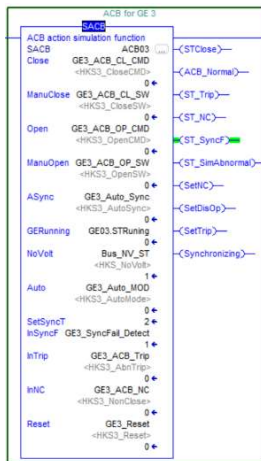 ACB for GE 3
SACB
ACB action simulation function
SACB ACB03 ... (STClose)
Close GE3_ACB_CL_CMD (ACB_Normal)
<HKS3_CloseCMD> (ST_Trip)
0
ManuClose GE3_ACB_CL_SW (ST_NC)
<HKS3_CloseSW>
0
Open GE3_ACB_OP_CMD
<HKS3_OpenCMD> (ST_SyncF)
0
ManuOpen GE3_ACB_OP_SW (ST_SimAbnormal)
<HKS3_OpenSW>
0 (SetNC)
ASync GE3_Auto_Sync
<HKS3_AutoSync> (SetDisOp)
0
GERunning GE03.STRuning (SetTrip)
0
NoVolt Bus_NV_ST (Synchronizing)
<HKS_NoVolt>
1
Auto GE3_Auto_MOD
<HKS3_AutoMode>
0
SetSyncT 2
InSyncF GE3_SyncFail_Detect
1
InTrip GE3_ACB_Trip
<HKS3_AbnTrip>
0
InNC GE3_ACB_NC
<HKS3_NonClose>
0
Reset GE3_Reset
<HKS3_Reset>
0